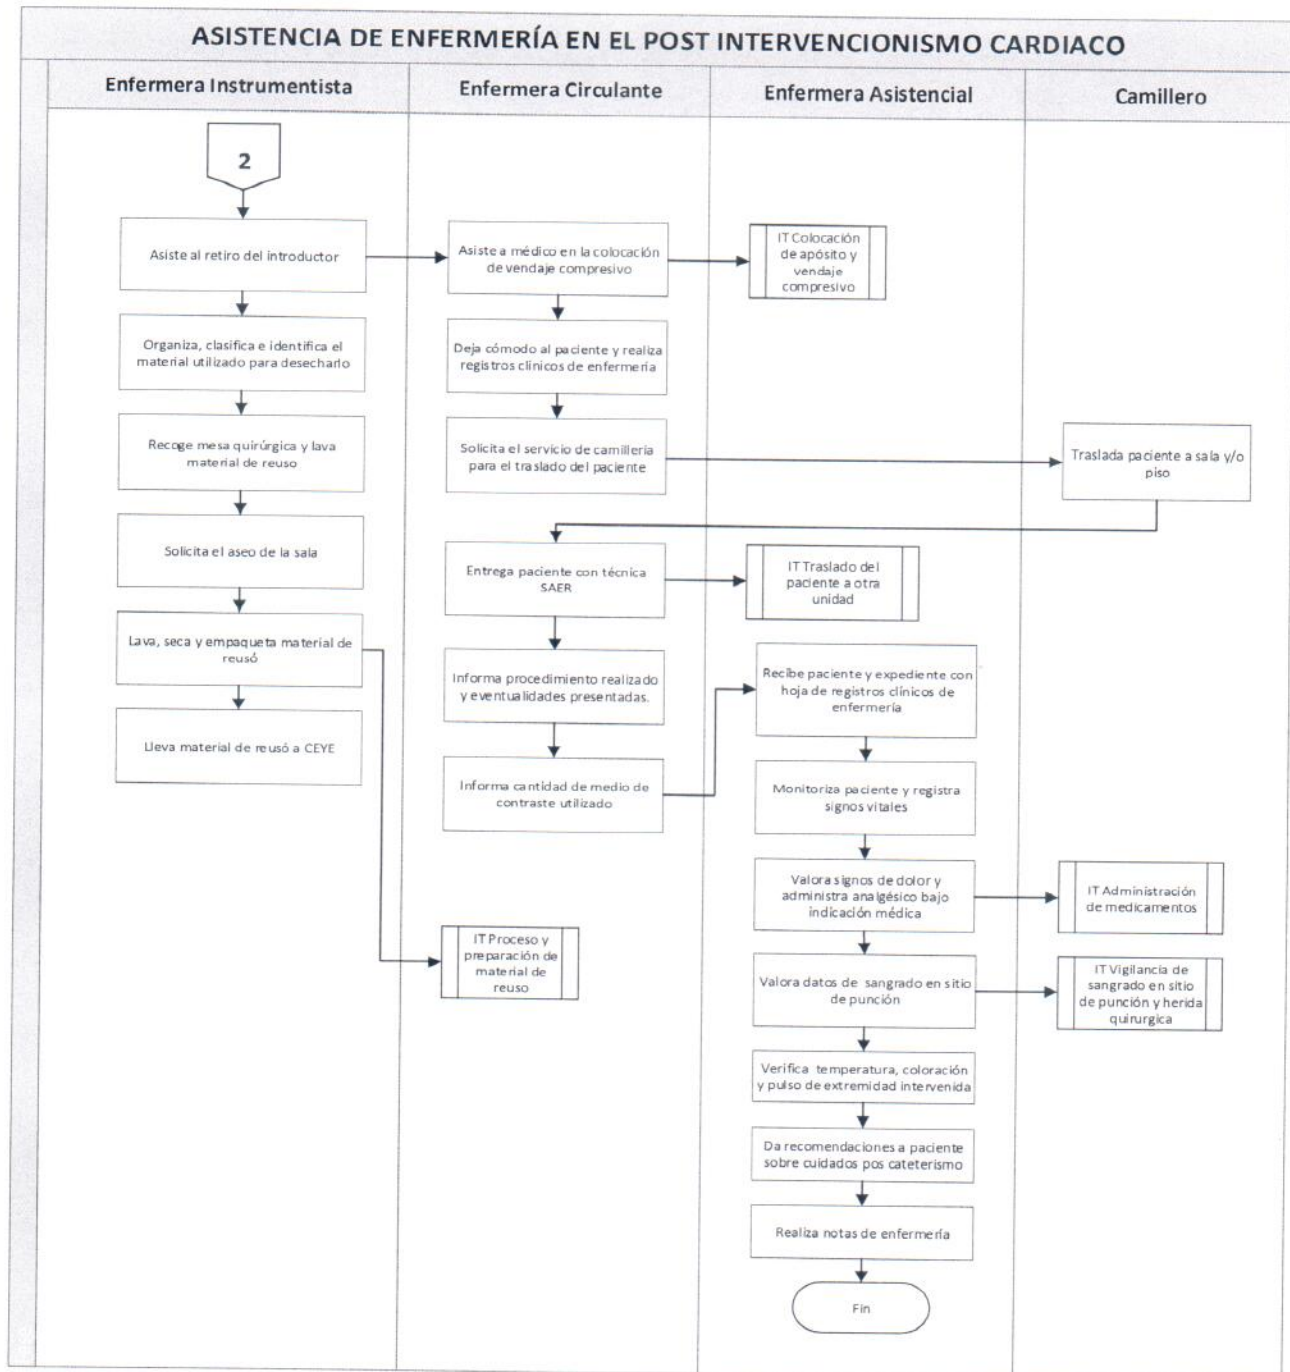 ASISTENCIA DE ENFERMERÍA EN EL POST INTERVENCIONISMO CARDIACO
Enfermera Instrumentista
Enfermera Circulante
Enfermera Asistencial
Camillero
2
Asiste al retiro del introductor
Asiste a médico en la colocación
de vendaje compresivo
IT Colocación
de apósito y
vendaje
compresivo
Organiza, clasifica e identifica el
material utilizado para desecharlo
Deja cómodo al paciente y realiza
registros clínicos de enfermería
Recoge mesa quirúrgica y lava
material de reuso
Solicita el servicio de camillería
para el traslado del paciente
Traslada paciente a sala y/o
piso
Solicita el aseo de la sala
Entrega paciente con técnica
SAER
IT Traslado del
paciente a otra
unidad
Lava, seca y empaqueta material de
reusó
Informa procedimiento realizado
y eventualidades presentadas.
Recibe paciente y expediente con
hoja de registros clínicos de
enfermería
Lleva material de reusó a CEYE
Informa cantidad de medio de
contraste utilizado
Monitoriza paciente y registra
signos vitales
Valora signos de dolor y
administra analgésico bajo
indicación médica
IT Administración
de medicamentos
IT Proceso y
preparación de
material de
reuso
Valora datos de sangrado en sitio
de punción
IT Vigilancia de
sangrado en sitio
de punción y herida
quirurgica
Verifica temperatura, coloración
y pulso de extremidad intervenida
Da recomendaciones a paciente
sobre cuidados pos cateterismo
Realiza notas de enfermería
Fin